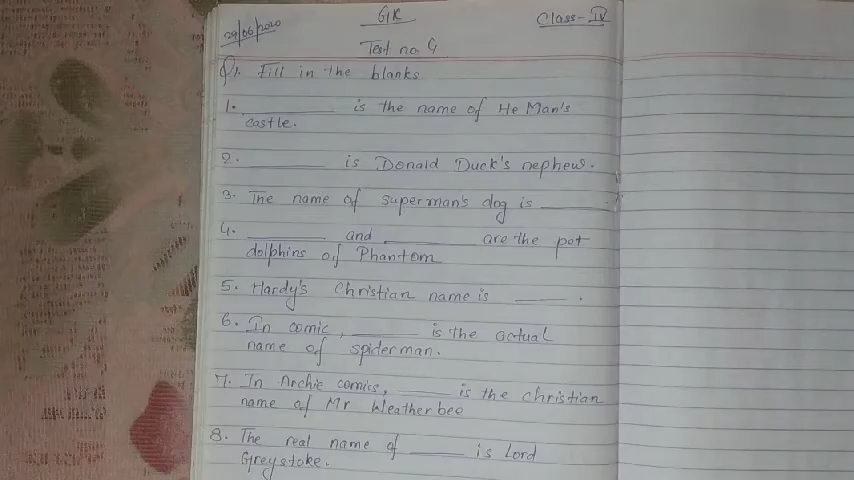 29/06/2020
GK
Class-IV
Test no 4
Q1. Fill in the blanks
1. ________ is the name of He Man's
castle.
2. ________ is Donald Duck's nephew.
3. The name of superman's dog is ______.
4. ________ and ________ are the pet
dolphins of Phantom
5. Hardy's Christian name is ______.
6. In comic, ________ is the actual
name of spiderman.
7. In Archie comics, ______ is the christian
name of Mr Weatherbee
8. The real name of ______ is Lord
Greystoke.